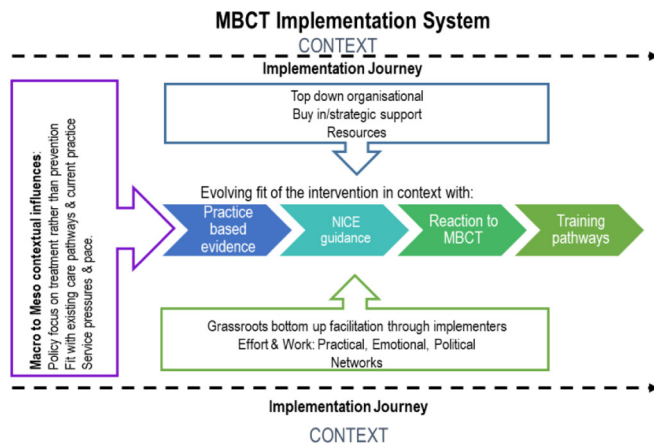 MBCT Implementation System
CONTEXT
Implementation Journey
Top down organisational
Buy in/strategic support
Resources
Macro to Meso contextual influences:
Policy focus on treatment rather than prevention
Fit with existing care pathways & current practice
Service pressures & pace.
Evolving fit of the intervention in context with:
Practice
based
evidence
NICE
guidance
Reaction to
MBCT
Training
pathways
Grassroots bottom up facilitation through implementers
Effort & Work: Practical, Emotional, Political
Networks
Implementation Journey
CONTEXT